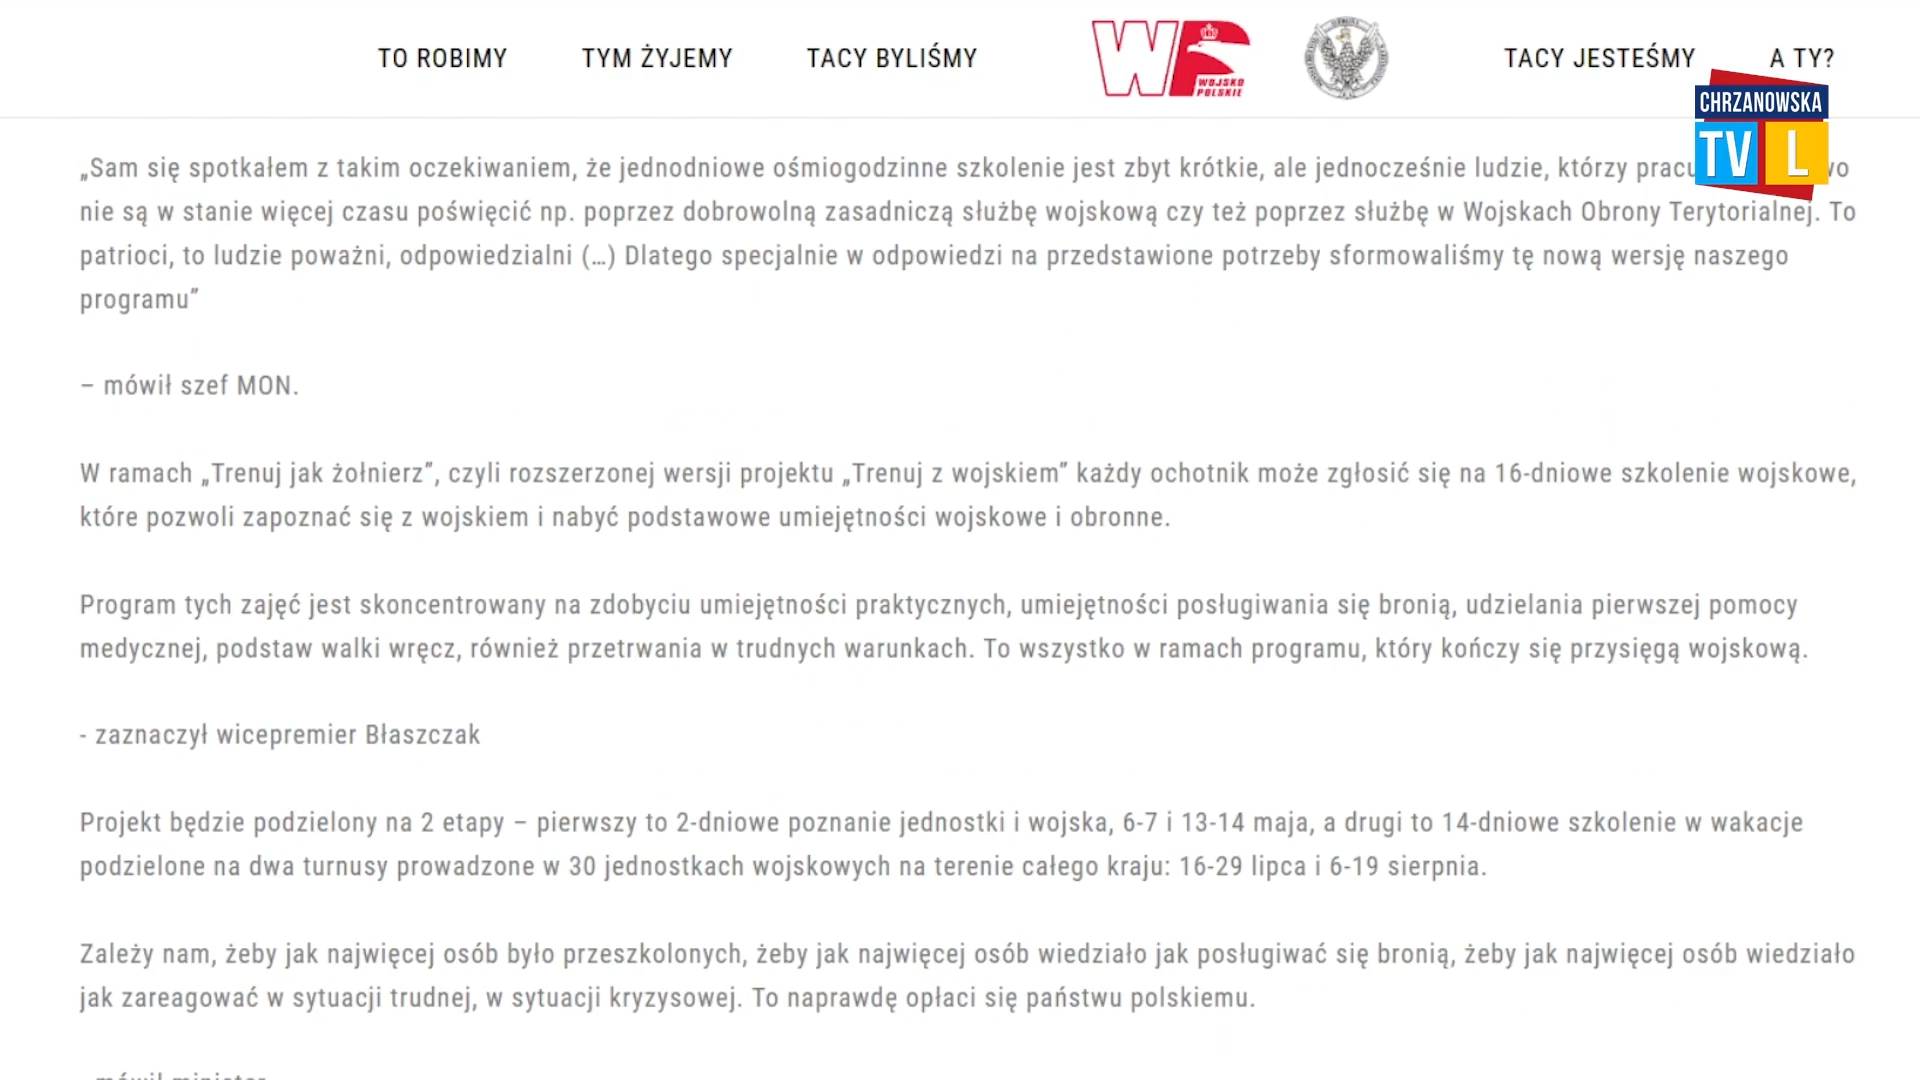 TO ROBIMY TYM ŻYJEMY TACY BYLIŚMY WP WOJSKO POLSKIE TACY JESTEŚMY A TY?
CHRZANOWSKA
TV L
„Sam się spotkałem z takim oczekiwaniem, że jednodniowe ośmiogodzinne szkolenie jest zbyt krótkie, ale jednocześnie ludzie, którzy
nie są w stanie więcej czasu poświęcić np. poprzez dobrowolną zasadniczą służbę wojskową czy też poprzez służbę w Wojskach Obrony Terytorialnej. To
patrioci, to ludzie poważni, odpowiedzialni (…) Dlatego specjalnie w odpowiedzi na przedstawione potrzeby sformowaliśmy tę nową wersję naszego
programu”
– mówił szef MON.
W ramach „Trenuj jak żołnierz”, czyli rozszerzonej wersji projektu „Trenuj z wojskiem” każdy ochotnik może zgłosić się na 16-dniowe szkolenie wojskowe,
które pozwoli zapoznać się z wojskiem i nabyć podstawowe umiejętności wojskowe i obronne.
Program tych zajęć jest skoncentrowany na zdobyciu umiejętności praktycznych, umiejętności posługiwania się bronią, udzielania pierwszej pomocy
medycznej, podstaw walki wręcz, również przetrwania w trudnych warunkach. To wszystko w ramach programu, który kończy się przysięgą wojskową.
- zaznaczył wicepremier Błaszczak
Projekt będzie podzielony na 2 etapy – pierwszy to 2-dniowe poznanie jednostki i wojska, 6-7 i 13-14 maja, a drugi to 14-dniowe szkolenie w wakacje
podzielone na dwa turnusy prowadzone w 30 jednostkach wojskowych na terenie całego kraju: 16-29 lipca i 6-19 sierpnia.
Zależy nam, żeby jak najwięcej osób było przeszkolonych, żeby jak najwięcej osób wiedziało jak posługiwać się bronią, żeby jak najwięcej osób wiedziało
jak zareagować w sytuacji trudnej, w sytuacji kryzysowej. To naprawdę opłaci się państwu polskiemu.